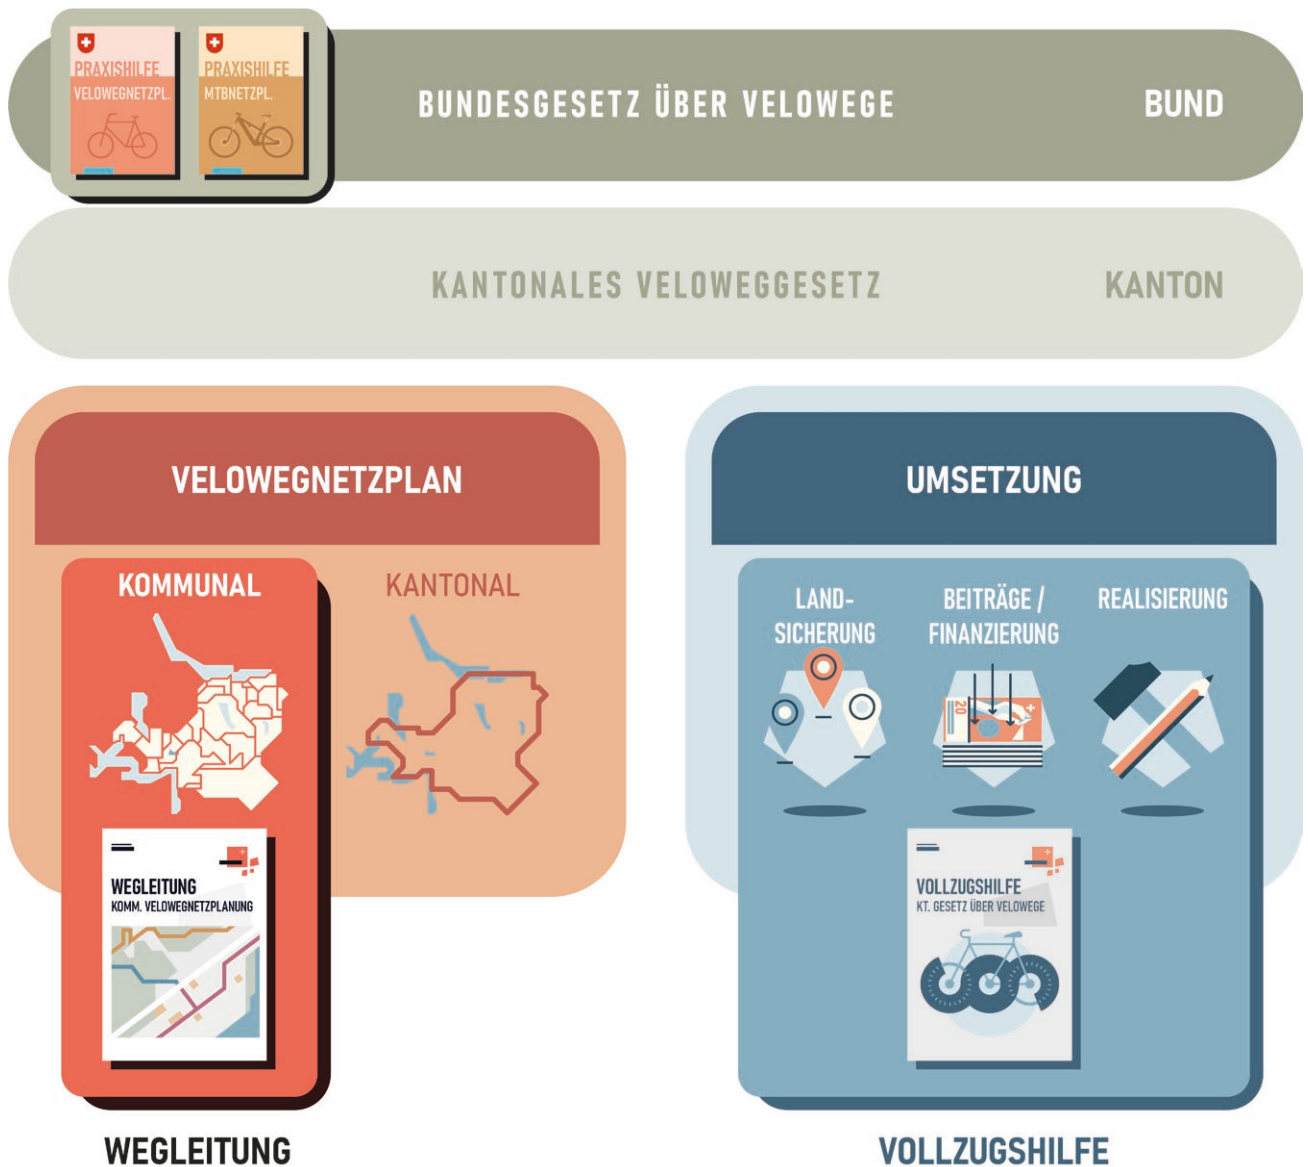 PRAXISHILFE
VELOWEGNETZPL.
PRAXISHILFE
MTBNETZPL.
BUNDESGESETZ ÜBER VELOWEGE
BUND
KANTONALES VELOWEGGESETZ
KANTON
VELOWEGNETZPLAN
KOMMUNAL
KANTONAL
WEGLEITUNG
KOMM. VELOWEGNETZPLANUNG
WEGLEITUNG
UMSETZUNG
LAND-
SICHERUNG
BEITRÄGE /
FINANZIERUNG
REALISIERUNG
20
VOLLZUGSHILFE
KT. GESETZ ÜBER VELOWEGE
VOLLZUGSHILFE